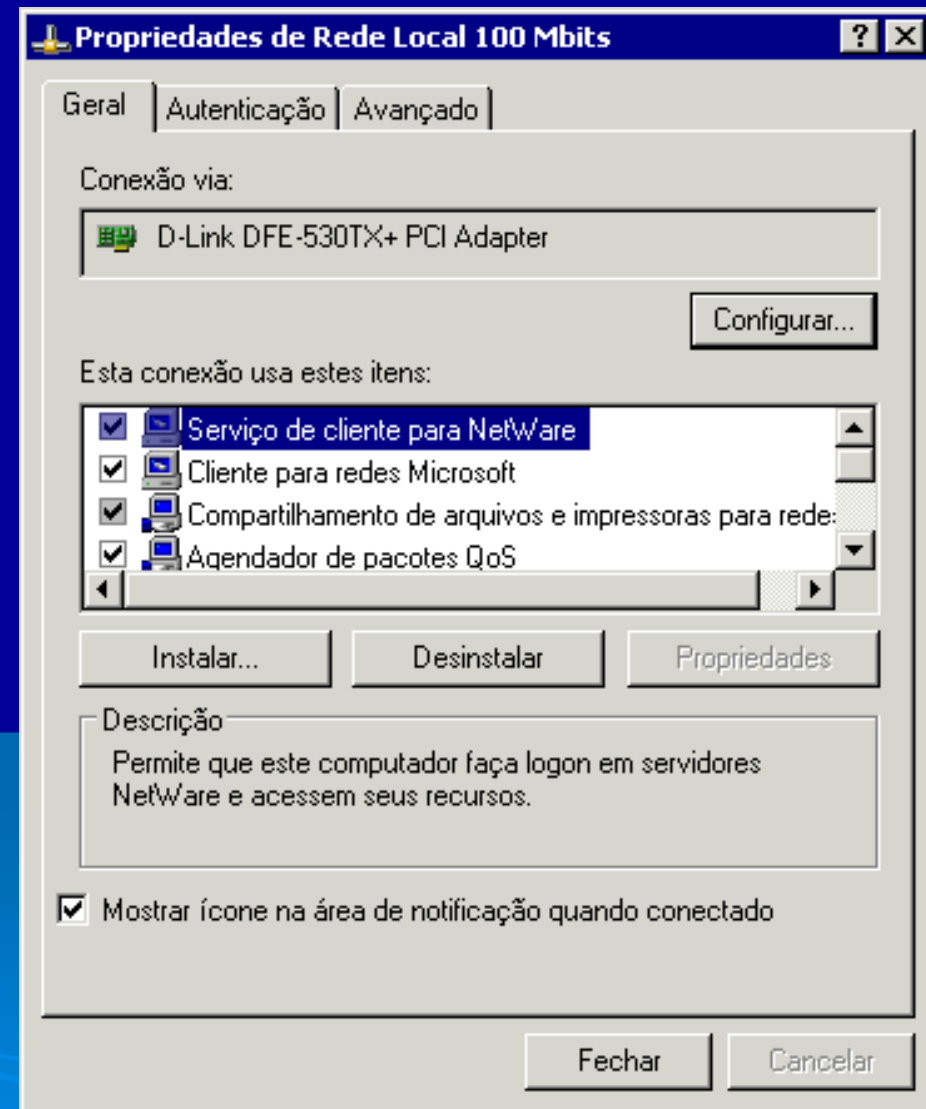 Propriedades de Rede Local 100 Mbits
Geral
Autenticação
Avançado
Conexão via:
D-Link DFE-530TX+ PCI Adapter
Configurar...
Esta conexão usa estes itens:
Serviço de cliente para NetWare
Cliente para redes Microsoft
Compartilhamento de arquivos e impressoras para rede
Agendador de pacotes QoS
Instalar...
Desinstalar
Propriedades
Descrição
Permite que este computador faça logon em servidores
NetWare e acessem seus recursos.
Mostrar ícone na área de notificação quando conectado
Fechar
Cancelar